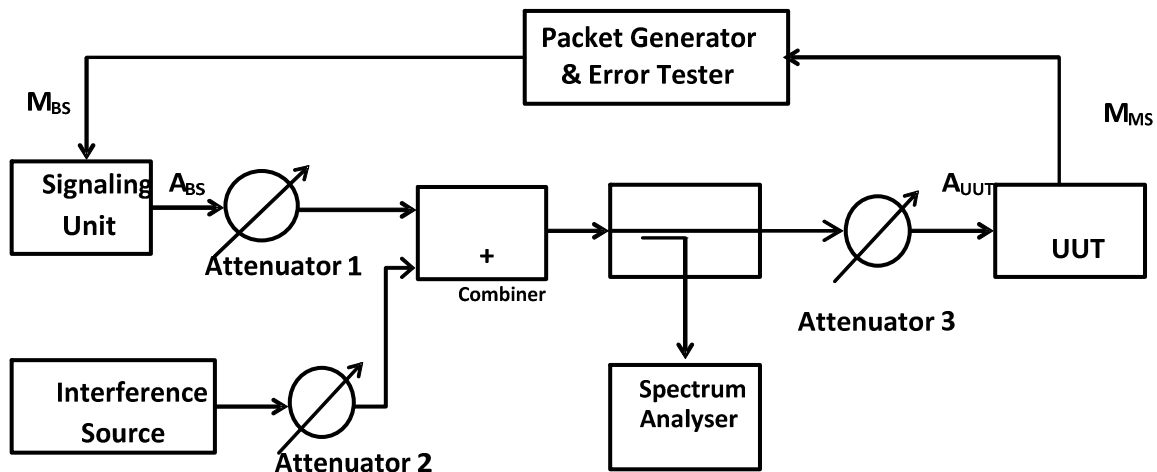 Packet Generator
& Error Tester
MBS
MMS
Signaling
Unit
ABS
Attenuator 1
+
Combiner
AUUT
UUT
Attenuator 3
Interference
Source
Attenuator 2
Spectrum
Analyser